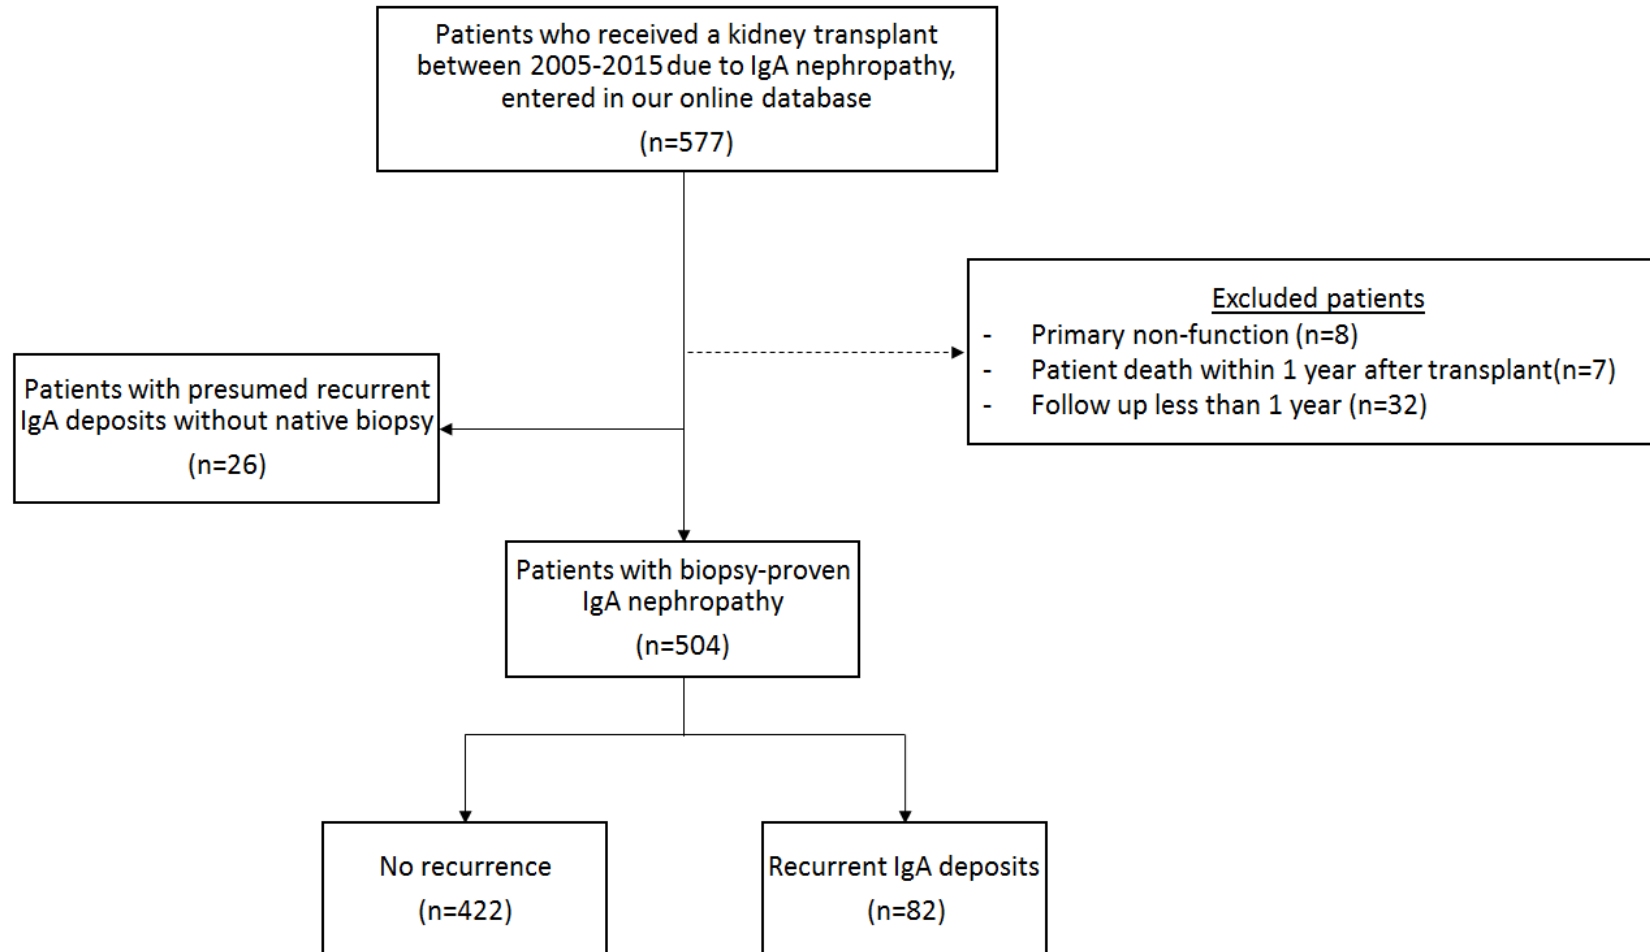 Patients who received a kidney transplant
between 2005-2015 due to IgA nephropathy,
entered in our online database
(n=577)
Excluded patients
- Primary non-function (n=8)
- Patient death within 1 year after transplant(n=7)
- Follow up less than 1 year (n=32)
Patients with presumed recurrent
IgA deposits without native biopsy
(n=26)
Patients with biopsy-proven
IgA nephropathy
(n=504)
No recurrence
(n=422)
Recurrent IgA deposits
(n=82)